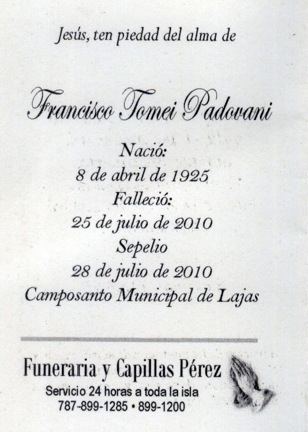 Jesús, ten piedad del alma de
Francisco Tomei Padovani
Nació:
8 de abril de 1925
Falleció:
25 de julio de 2010
Sepelio
28 de julio de 2010
Camposanto Municipal de Lajas
Funeraria y Capillas Pérez
Servicio 24 horas a toda la isla
787-899-1285 • 899-1200